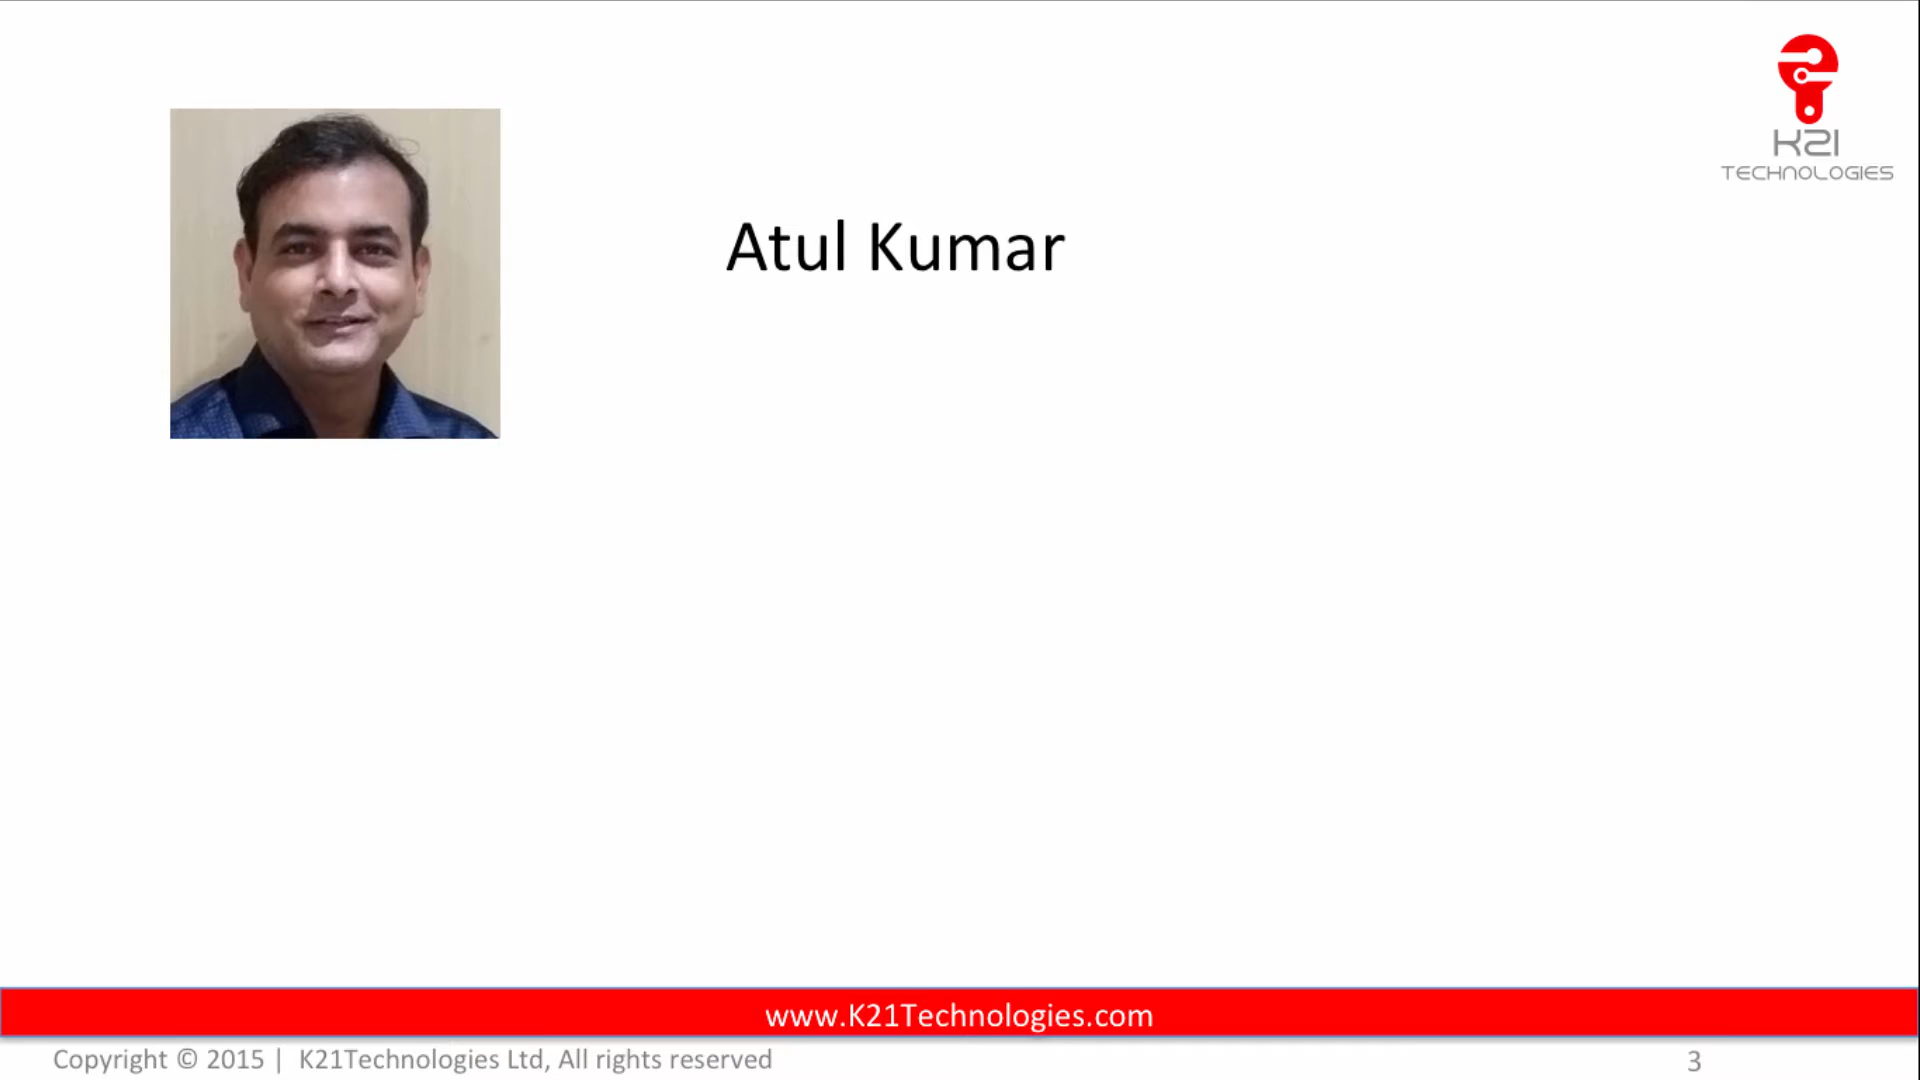 K21
TECHNOLOGIES
Atul Kumar
www.K21Technologies.com
Copyright © 2015 | K21Technologies Ltd, All rights reserved
3